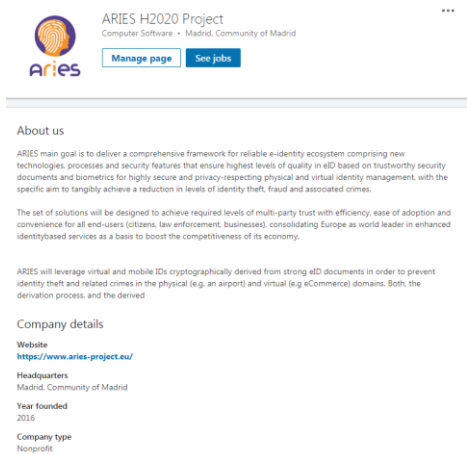 ARIES H2020 Project
Computer Software • Madrid, Community of Madrid
Manage page See jobs
Aries
About us
ARIES main goal is to deliver a comprehensive framework for reliable e-identity ecosystem comprising new
technologies, processes and security features that ensure highest levels of quality in eID based on trustworthy security
documents and biometrics for highly secure and privacy-respecting physical and virtual identity management, with the
specific aim to tangibly achieve a reduction in levels of identity theft, fraud and associated crimes.
The set of solutions will be designed to achieve required levels of multi-party trust with efficiency, ease of adoption and
convenience for all end-users (citizens, law enforcement, businesses), consolidating Europe as world leader in enhanced
identitybased services as a basis to boost the competitiveness of its economy.
ARIES will leverage virtual and mobile IDs cryptographically derived from strong eID documents in order to prevent
identity theft and related crimes in the physical (e.g. an airport) and virtual (e.g eCommerce) domains. Both, the
derivation process, and the derived
Company details
Website
https://www.aries-project.eu/
Headquarters
Madrid, Community of Madrid
Year founded
2016
Company type
Nonprofit